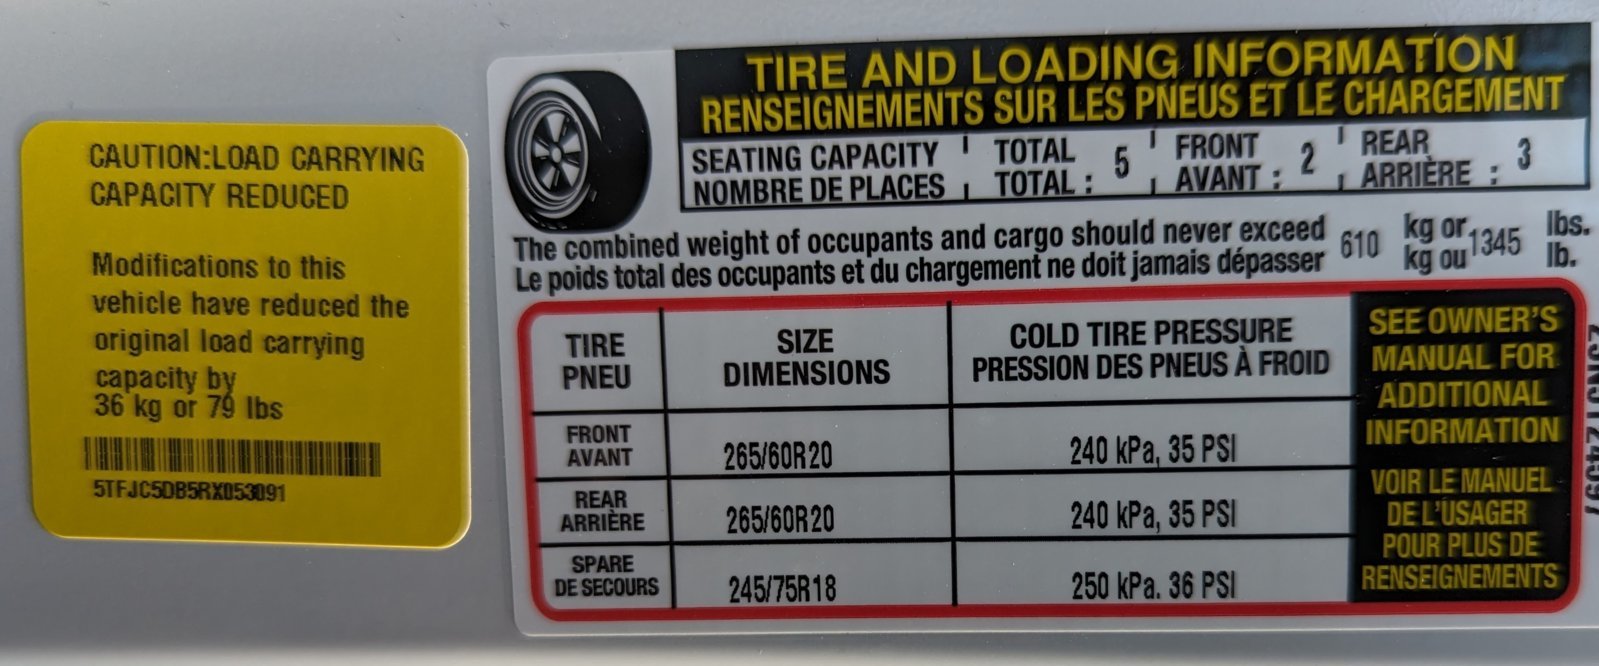 CAUTION:LOAD CARRYING
CAPACITY REDUCED
Modifications to this
vehicle have reduced the
original load carrying
capacity by
36 kg or 79 lbs
5TFJC5DB5RX053091
TIRE AND LOADING INFORMATION
RENSEIGNEMENTS SUR LES PNEUS ET LE CHARGEMENT
SEATING CAPACITY TOTAL FRONT REAR
NOMBRE DE PLACES TOTAL : 5 AVANT : 2 ARRIÈRE : 3
The combined weight of occupants and cargo should never exceed 610 kg or 1345 lbs.
Le poids total des occupants et du chargement ne doit jamais dépasser kg ou lb.
TIRE SIZE COLD TIRE PRESSURE
PNEU DIMENSIONS PRESSION DES PNEUS À FROID
FRONT
AVANT 265/60R20 240 kPa, 35 PSI
REAR
ARRIÈRE 265/60R20 240 kPa, 35 PSI
SPARE
DE SECOURS 245/75R18 250 kPa. 36 PSI
SEE OWNER'S
MANUAL FOR
ADDITIONAL
INFORMATION
VOIR LE MANUEL
DE L'USAGER
POUR PLUS DE
RENSEIGNEMENTS